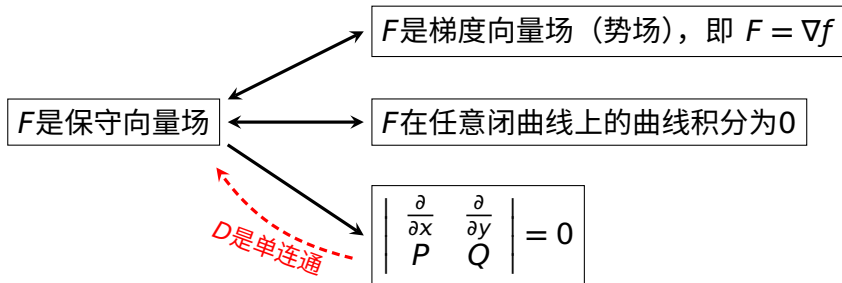 F是梯度向量场（势场），即 F = ∇f
F是保守向量场
F在任意闭曲线上的曲线积分为0
D是单连通
| ∂/∂x ∂/∂y |
| P Q | = 0